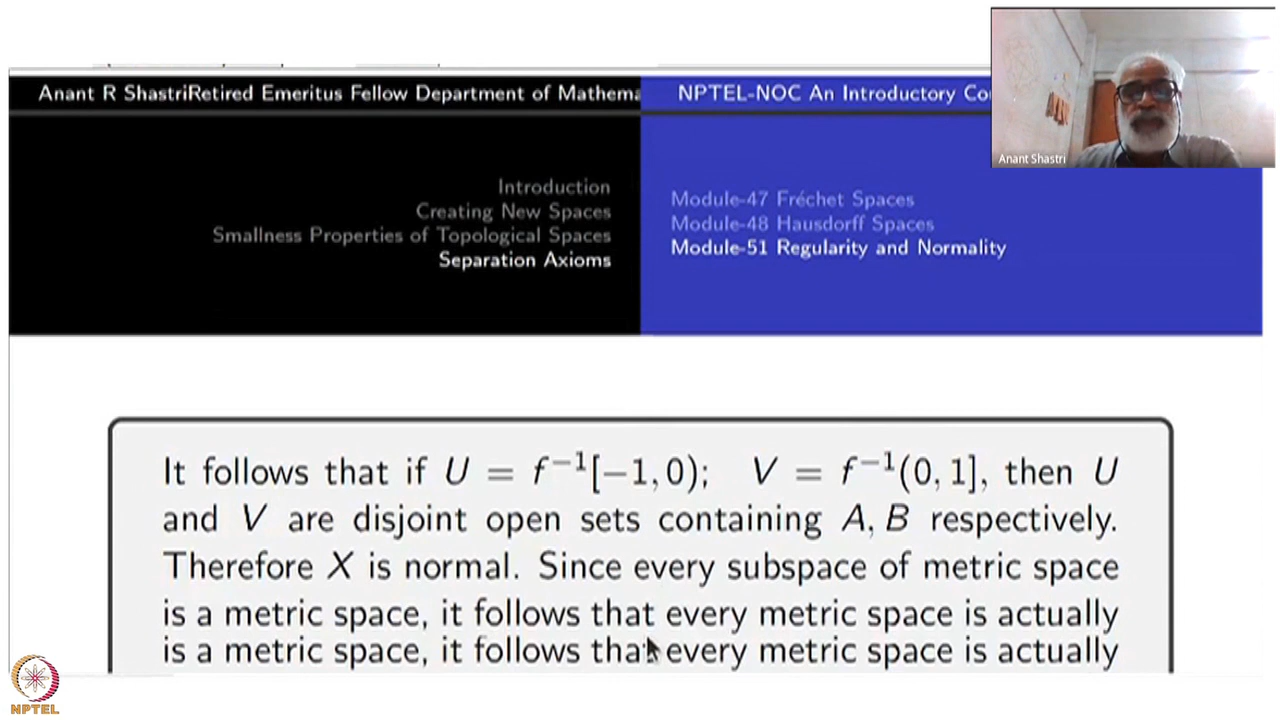 Anant R ShastriRetired Emeritus Fellow Department of Mathema
NPTEL-NOC An Introductory Co
Anant Shastri
Introduction
Creating New Spaces
Smallness Properties of Topological Spaces
Separation Axioms
Module-47 Fréchet Spaces
Module-48 Hausdorff Spaces
Module-51 Regularity and Normality
It follows that if U = f⁻¹[−1, 0); V = f⁻¹(0, 1], then U
and V are disjoint open sets containing A, B respectively.
Therefore X is normal. Since every subspace of metric space
is a metric space, it follows that every metric space is actually
is a metric space, it follows that every metric space is actually
NPTEL